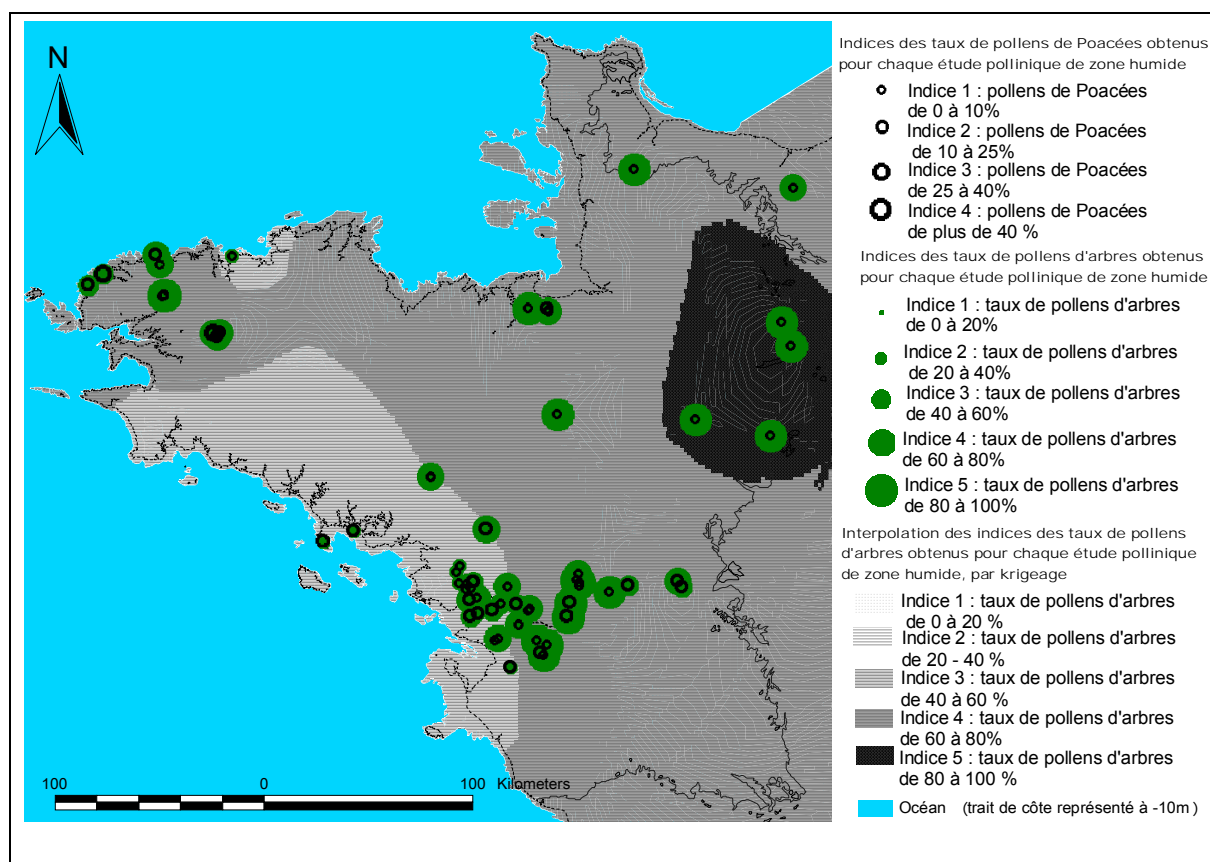 N
Indices des taux de pollens de Poacées obtenus
pour chaque étude pollinique de zone humide
Indice 1 : pollens de Poacées
de 0 à 10%
Indice 2 : pollens de Poacées
de 10 à 25%
Indice 3 : pollens de Poacées
de 25 à 40%
Indice 4 : pollens de Poacées
de plus de 40 %
Indices des taux de pollens d'arbres obtenus
pour chaque étude pollinique de zone humide
Indice 1 : taux de pollens d'arbres
de 0 à 20%
Indice 2 : taux de pollens d'arbres
de 20 à 40%
Indice 3 : taux de pollens d'arbres
de 40 à 60%
Indice 4 : taux de pollens d'arbres
de 60 à 80%
Indice 5 : taux de pollens d'arbres
de 80 à 100%
Interpolation des indices des taux de pollens
d'arbres obtenus pour chaque étude pollinique
de zone humide, par krigeage
Indice 1 : taux de pollens d'arbres
de 0 à 20 %
Indice 2 : taux de pollens d'arbres
de 20 - 40 %
Indice 3 : taux de pollens d'arbres
de 40 à 60 %
Indice 4 : taux de pollens d'arbres
de 60 à 80%
Indice 5 : taux de pollens d'arbres
de 80 à 100 %
Océan (trait de côte représenté à -10m )
100 0 100 Kilometers